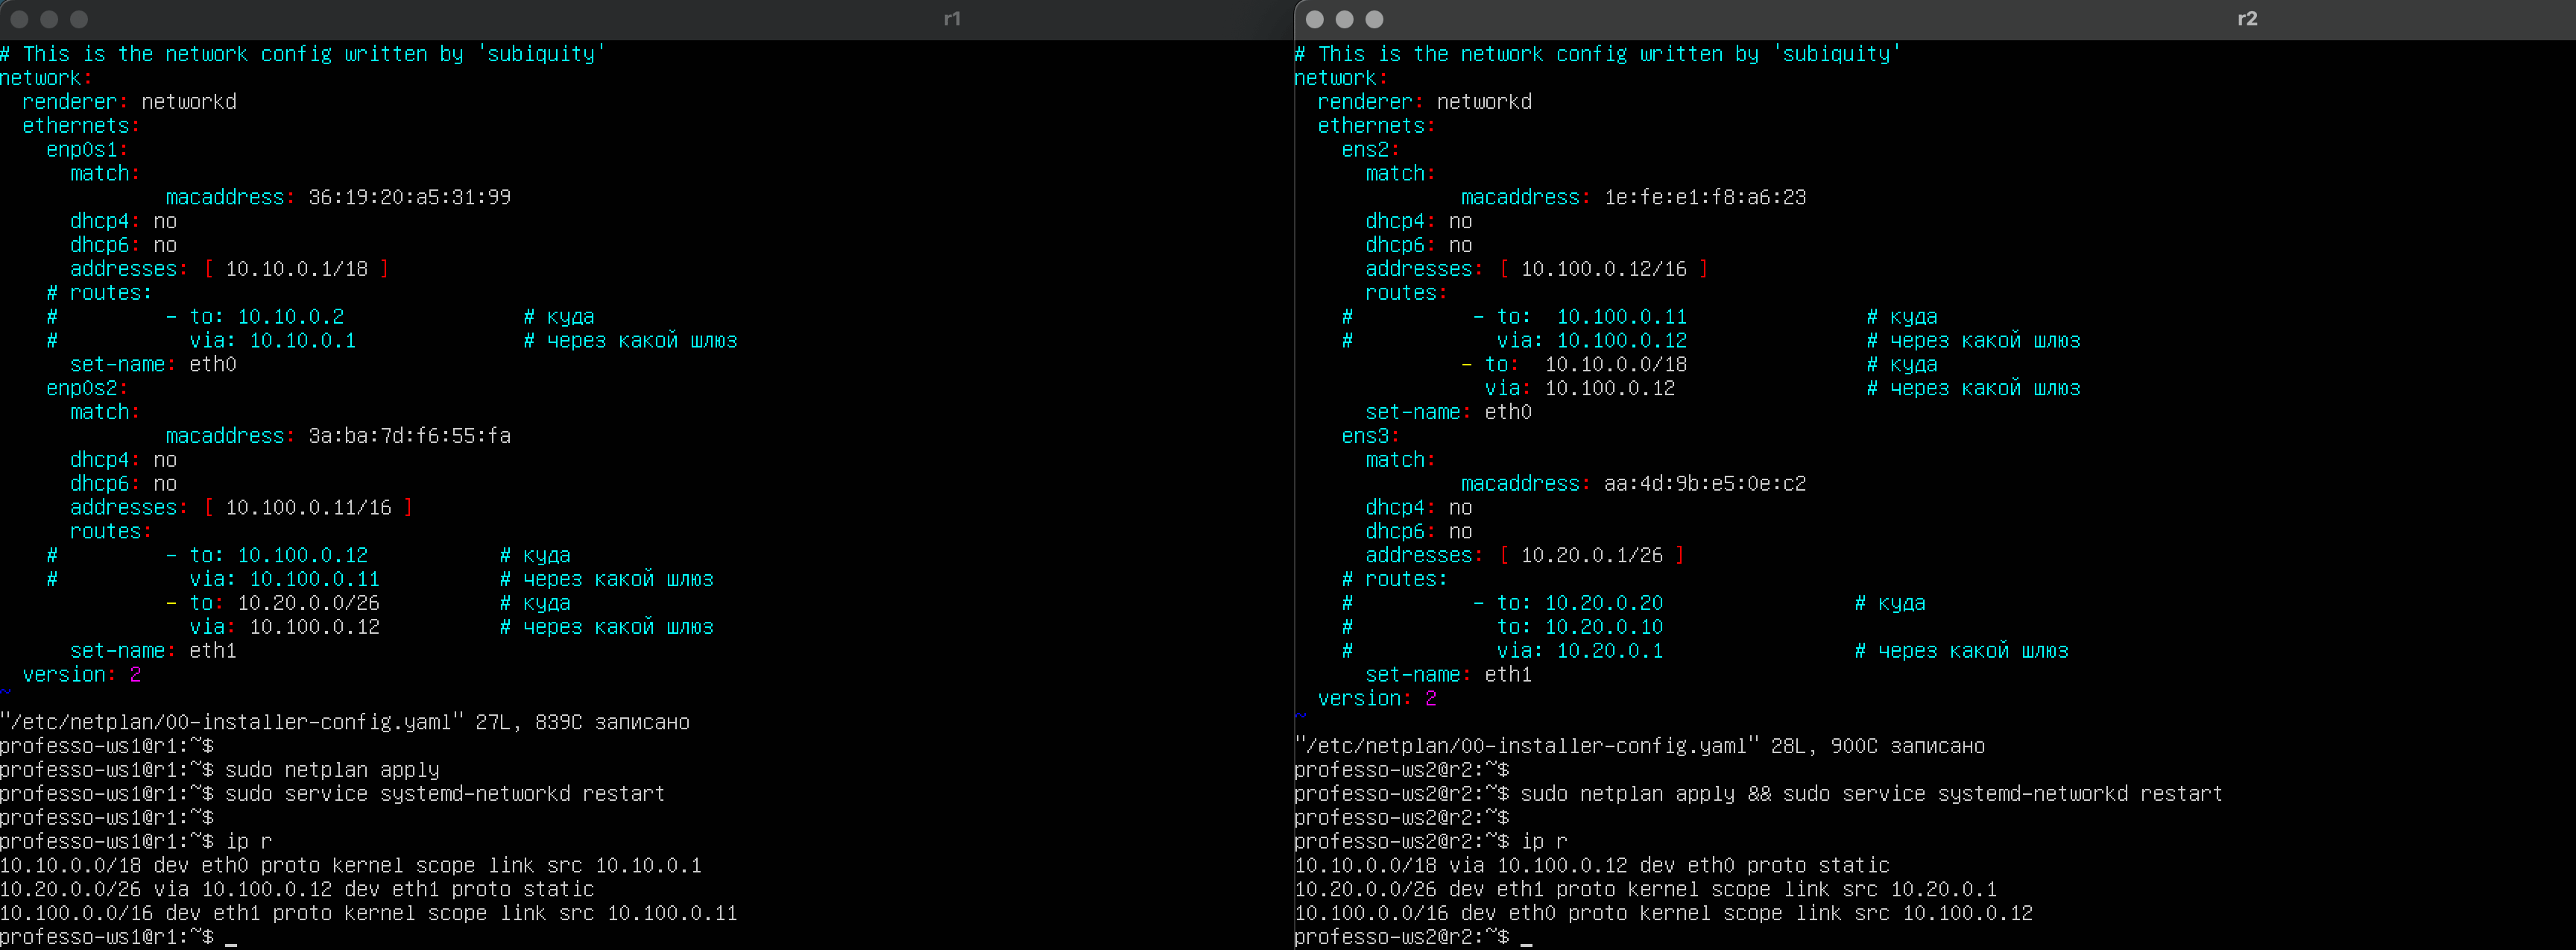 r1
# This is the network config written by 'subiquity'
network:
  renderer: networkd
  ethernets:
    enp0s1:
      match:
              macaddress: 36:19:20:a5:31:99
      dhcp4: no
      dhcp6: no
      addresses: [ 10.10.0.1/18 ]
    # routes:
    #         - to: 10.10.0.2               # куда
    #           via: 10.10.0.1              # через какой шлюз
      set-name: eth0
    enp0s2:
      match:
              macaddress: 3a:ba:7d:f6:55:fa
      dhcp4: no
      dhcp6: no
      addresses: [ 10.100.0.11/16 ]
      routes:
    #         - to: 10.100.0.12           # куда
    #           via: 10.100.0.11          # через какой шлюз
              - to: 10.20.0.0/26          # куда
                via: 10.100.0.12          # через какой шлюз
      set-name: eth1
  version: 2
~
"/etc/netplan/00-installer-config.yaml" 27L, 839C записано
professo-ws1@r1:~$
professo-ws1@r1:~$ sudo netplan apply
professo-ws1@r1:~$ sudo service systemd-networkd restart
professo-ws1@r1:~$
professo-ws1@r1:~$ ip r
10.10.0.0/18 dev eth0 proto kernel scope link src 10.10.0.1
10.20.0.0/26 via 10.100.0.12 dev eth1 proto static
10.100.0.0/16 dev eth1 proto kernel scope link src 10.100.0.11
professo-ws1@r1:~$ _
r2
# This is the network config written by 'subiquity'
network:
  renderer: networkd
  ethernets:
    ens2:
      match:
              macaddress: 1e:fe:e1:f8:a6:23
      dhcp4: no
      dhcp6: no
      addresses: [ 10.100.0.12/16 ]
      routes:
    #          - to:  10.100.0.11               # куда
    #            via: 10.100.0.12               # через какой шлюз
              - to:  10.10.0.0/18               # куда
                via: 10.100.0.12                # через какой шлюз
      set-name: eth0
    ens3:
      match:
              macaddress: aa:4d:9b:e5:0e:c2
      dhcp4: no
      dhcp6: no
      addresses: [ 10.20.0.1/26 ]
    # routes:
    #          - to: 10.20.0.20                # куда
    #            to: 10.20.0.10
    #            via: 10.20.0.1                # через какой шлюз
      set-name: eth1
  version: 2
~
"/etc/netplan/00-installer-config.yaml" 28L, 900C записано
professo-ws2@r2:~$
professo-ws2@r2:~$ sudo netplan apply && sudo service systemd-networkd restart
professo-ws2@r2:~$
professo-ws2@r2:~$ ip r
10.10.0.0/18 via 10.100.0.12 dev eth0 proto static
10.20.0.0/26 dev eth1 proto kernel scope link src 10.20.0.1
10.100.0.0/16 dev eth0 proto kernel scope link src 10.100.0.12
professo-ws2@r2:~$ _